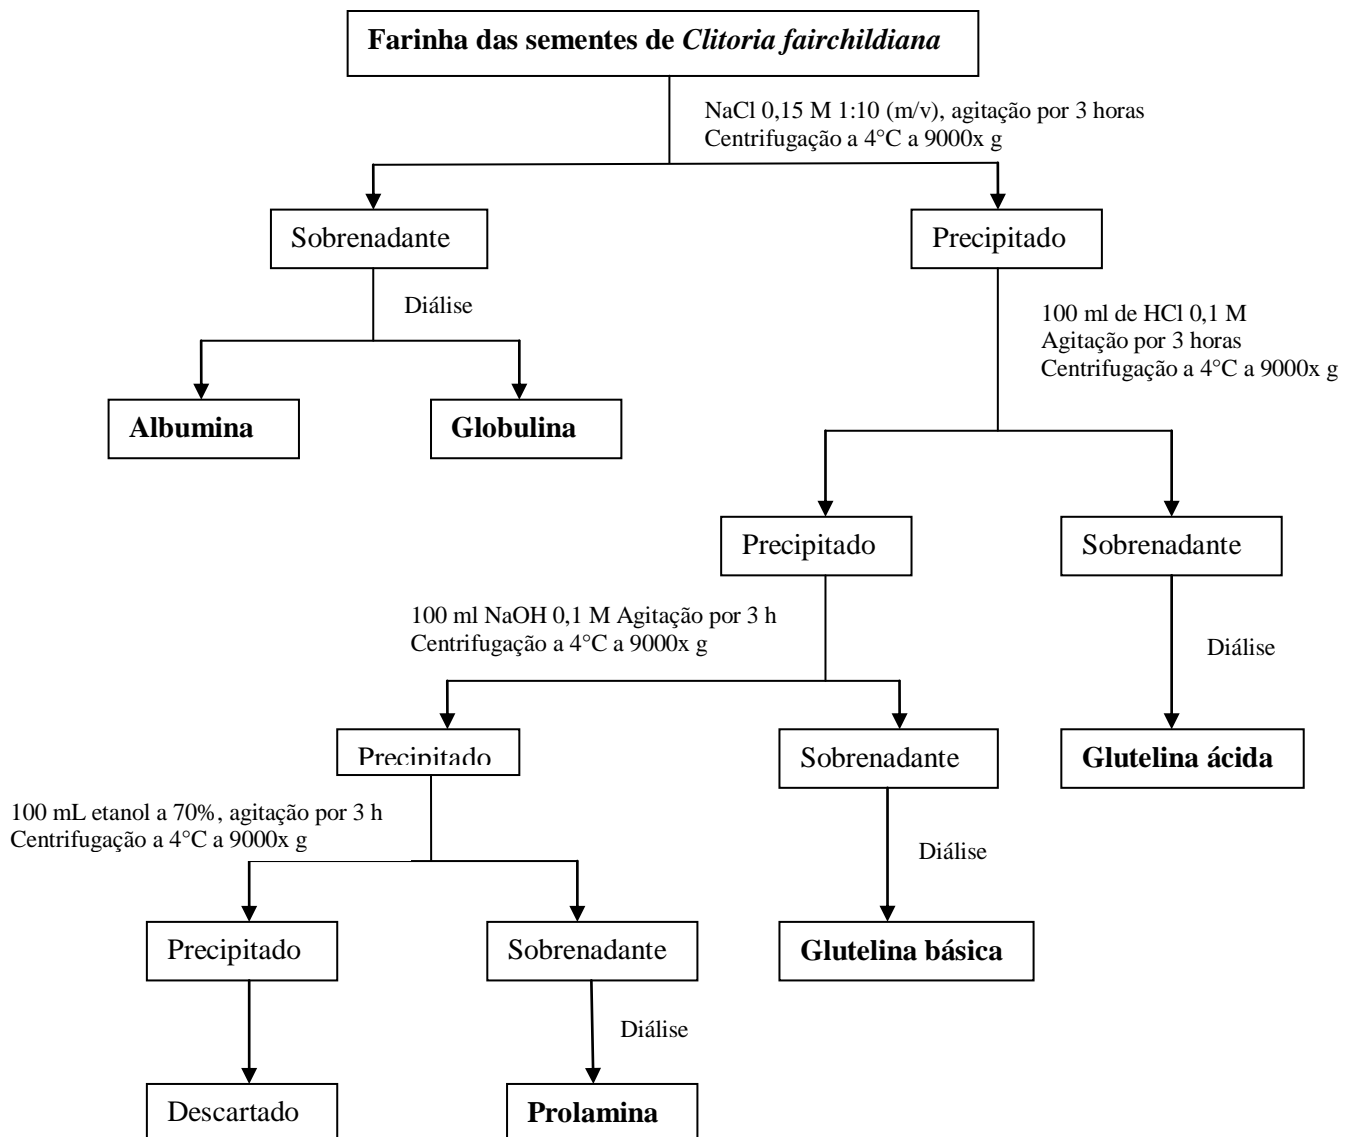 Farinha das sementes de Clitoria fairchildiana
NaCl 0,15 M 1:10 (m/v), agitação por 3 horas
Centrifugação a 4°C a 9000x g
Sobrenadante
Precipitado
Diálise
100 ml de HCl 0,1 M
Agitação por 3 horas
Centrifugação a 4°C a 9000x g
Albumina
Globulina
Precipitado
Sobrenadante
100 ml NaOH 0,1 M Agitação por 3 h
Centrifugação a 4°C a 9000x g
Diálise
Precipitado
Sobrenadante
Glutelina ácida
100 mL etanol a 70%, agitação por 3 h
Centrifugação a 4°C a 9000x g
Diálise
Precipitado
Sobrenadante
Glutelina básica
Diálise
Descartado
Prolamina